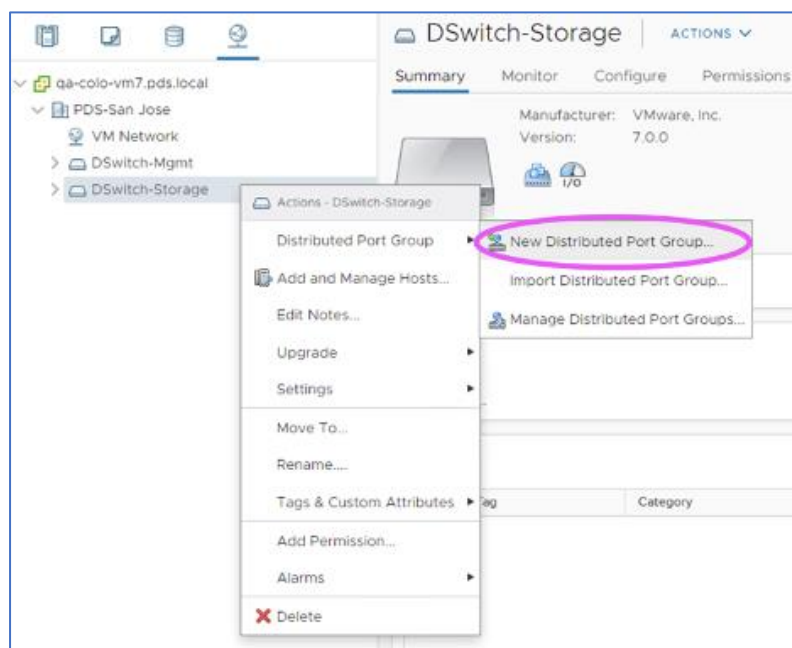 DSwitch-Storage
ACTIONS
Summary Monitor Configure Permissions
qa-colo-vm7.pds.local
PDS-San Jose
VM Network
DSwitch-Mgmt
DSwitch-Storage
Manufacturer: VMware, Inc.
Version: 7.0.0
I/O
Actions - DSwitch-Storage
Distributed Port Group
Add and Manage Hosts...
Edit Notes...
Upgrade
Settings
Move To...
Rename....
Tags & Custom Attributes
Add Permission...
Alarms
Delete
New Distributed Port Group...
Import Distributed Port Group...
Manage Distributed Port Groups...
Category